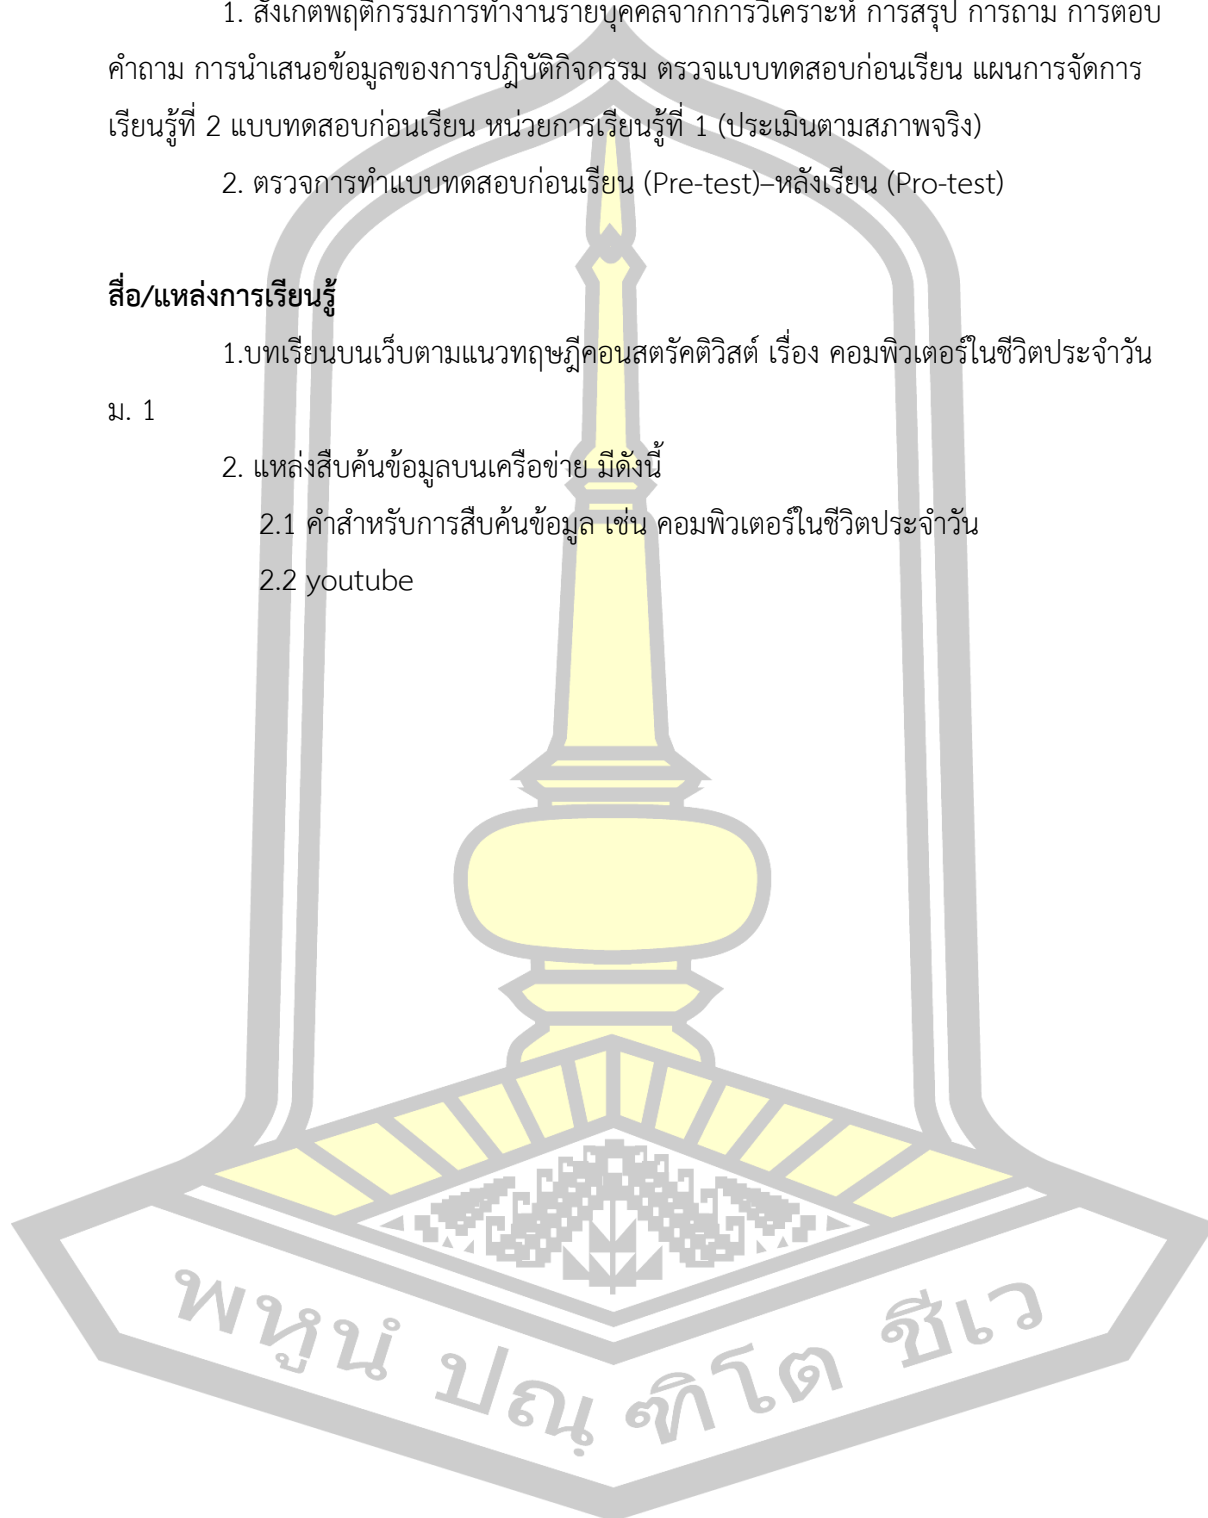 1. สังเกตพฤติกรรมการทำงานรายบุคคลจากการวิเคราะห์ การสรุป การถาม การตอบ
คำถาม การนำเสนอข้อมูลของการปฏิบัติกิจกรรม ตรวจแบบทดสอบก่อนเรียน แผนการจัดการ
เรียนรู้ที่ 2 แบบทดสอบก่อนเรียน หน่วยการเรียนรู้ที่ 1 (ประเมินตามสภาพจริง)
2. ตรวจการทำแบบทดสอบก่อนเรียน (Pre-test)–หลังเรียน (Pro-test)
สื่อ/แหล่งการเรียนรู้
1.บทเรียนบนเว็บตามแนวทฤษฎีคอนสตรัคติวิสต์ เรื่อง คอมพิวเตอร์ในชีวิตประจำวัน
ม. 1
2. แหล่งสืบค้นข้อมูลบนเครือข่าย มีดังนี้
2.1 คำสำหรับการสืบค้นข้อมูล เช่น คอมพิวเตอร์ในชีวิตประจำวัน
2.2 youtube
พหูนํ ปณฺ ฑิโต ชีเว